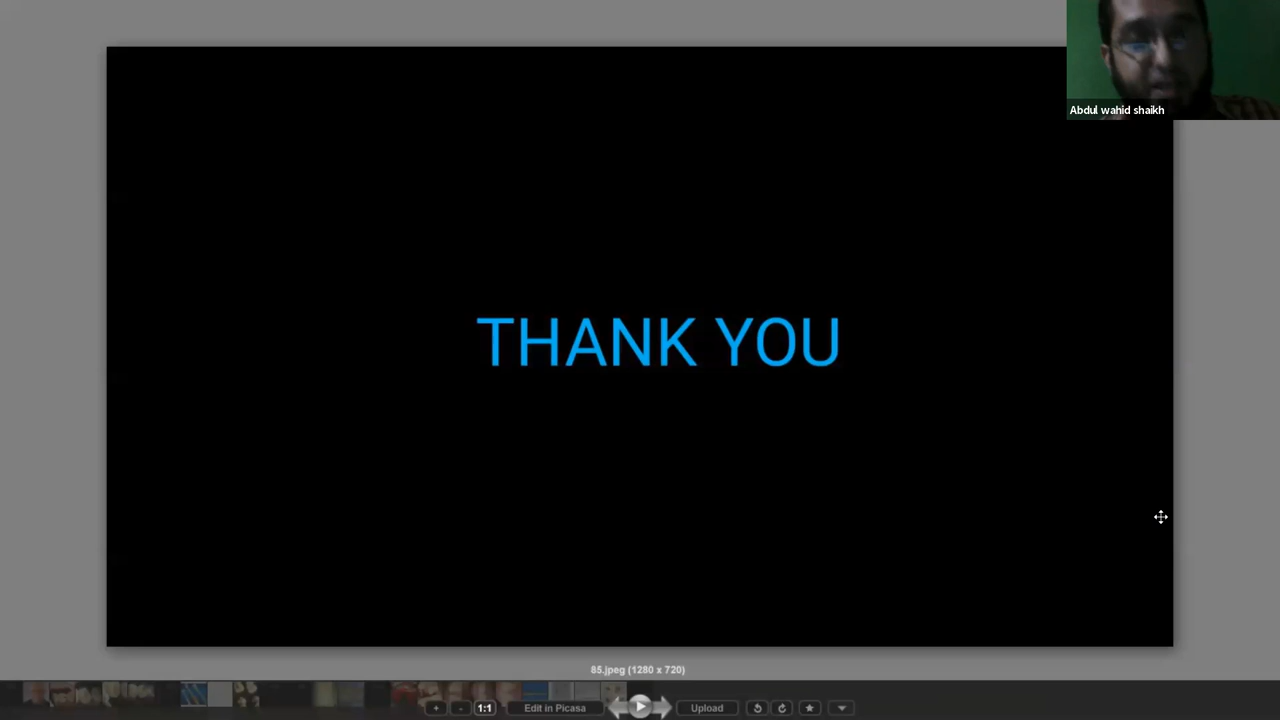 Abdul wahid shaikh
THANK YOU
85.jpeg (1280 x 720)
+ - 1:1 Edit in Picasa Upload